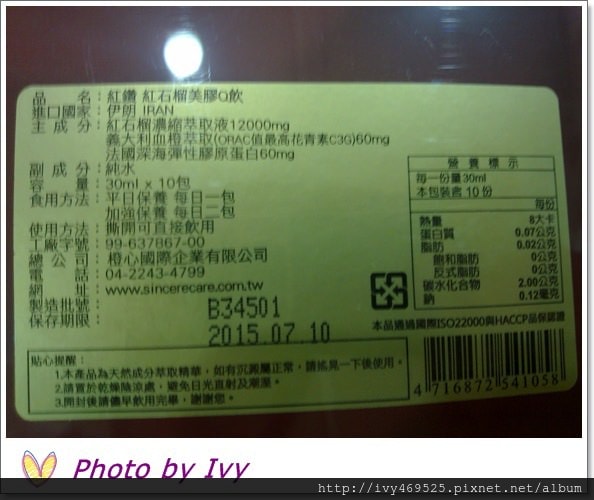 品名：紅鑽 紅石榴美膠Q飲
進口國家：伊朗 IRAN
主成分：紅石榴濃縮萃取液12000mg
義大利血橙萃取(ORAC值最高花青素C3G)60mg
法國深海彈性膠原蛋白60mg
副成分：純水
容量：30ml x 10包
食用方法：平日保養 每日一包
加強保養 每日二包
使用方法：撕開可直接飲用
工廠字號：99-637867-00
總公司：橙心國際企業有限公司
電話：04-2243-4799
網址：www.sincerecare.com.tw
製造批號：B34501
保存期限：2015.07.10
營養標示
每一份量30ml
本包裝含10份
每份
熱量 8大卡
蛋白質 0.07公克
脂肪 0.02公克
飽和脂肪 0公克
反式脂肪 0公克
碳水化合物 2.00公克
鈉 0.12毫克
本品通過國際ISO22000與HACCP品保認證
貼心提醒：
1.本產品為天然成分萃取精華，如有沉澱屬正常，請搖晃一下後使用。
2.請置於乾燥陰涼處，避免日光直射及潮溼。
3.開封後請儘早飲用完畢，謝謝您。
4 716872 541058
Photo by Ivy
http://ivy469525.pixnet.net/album